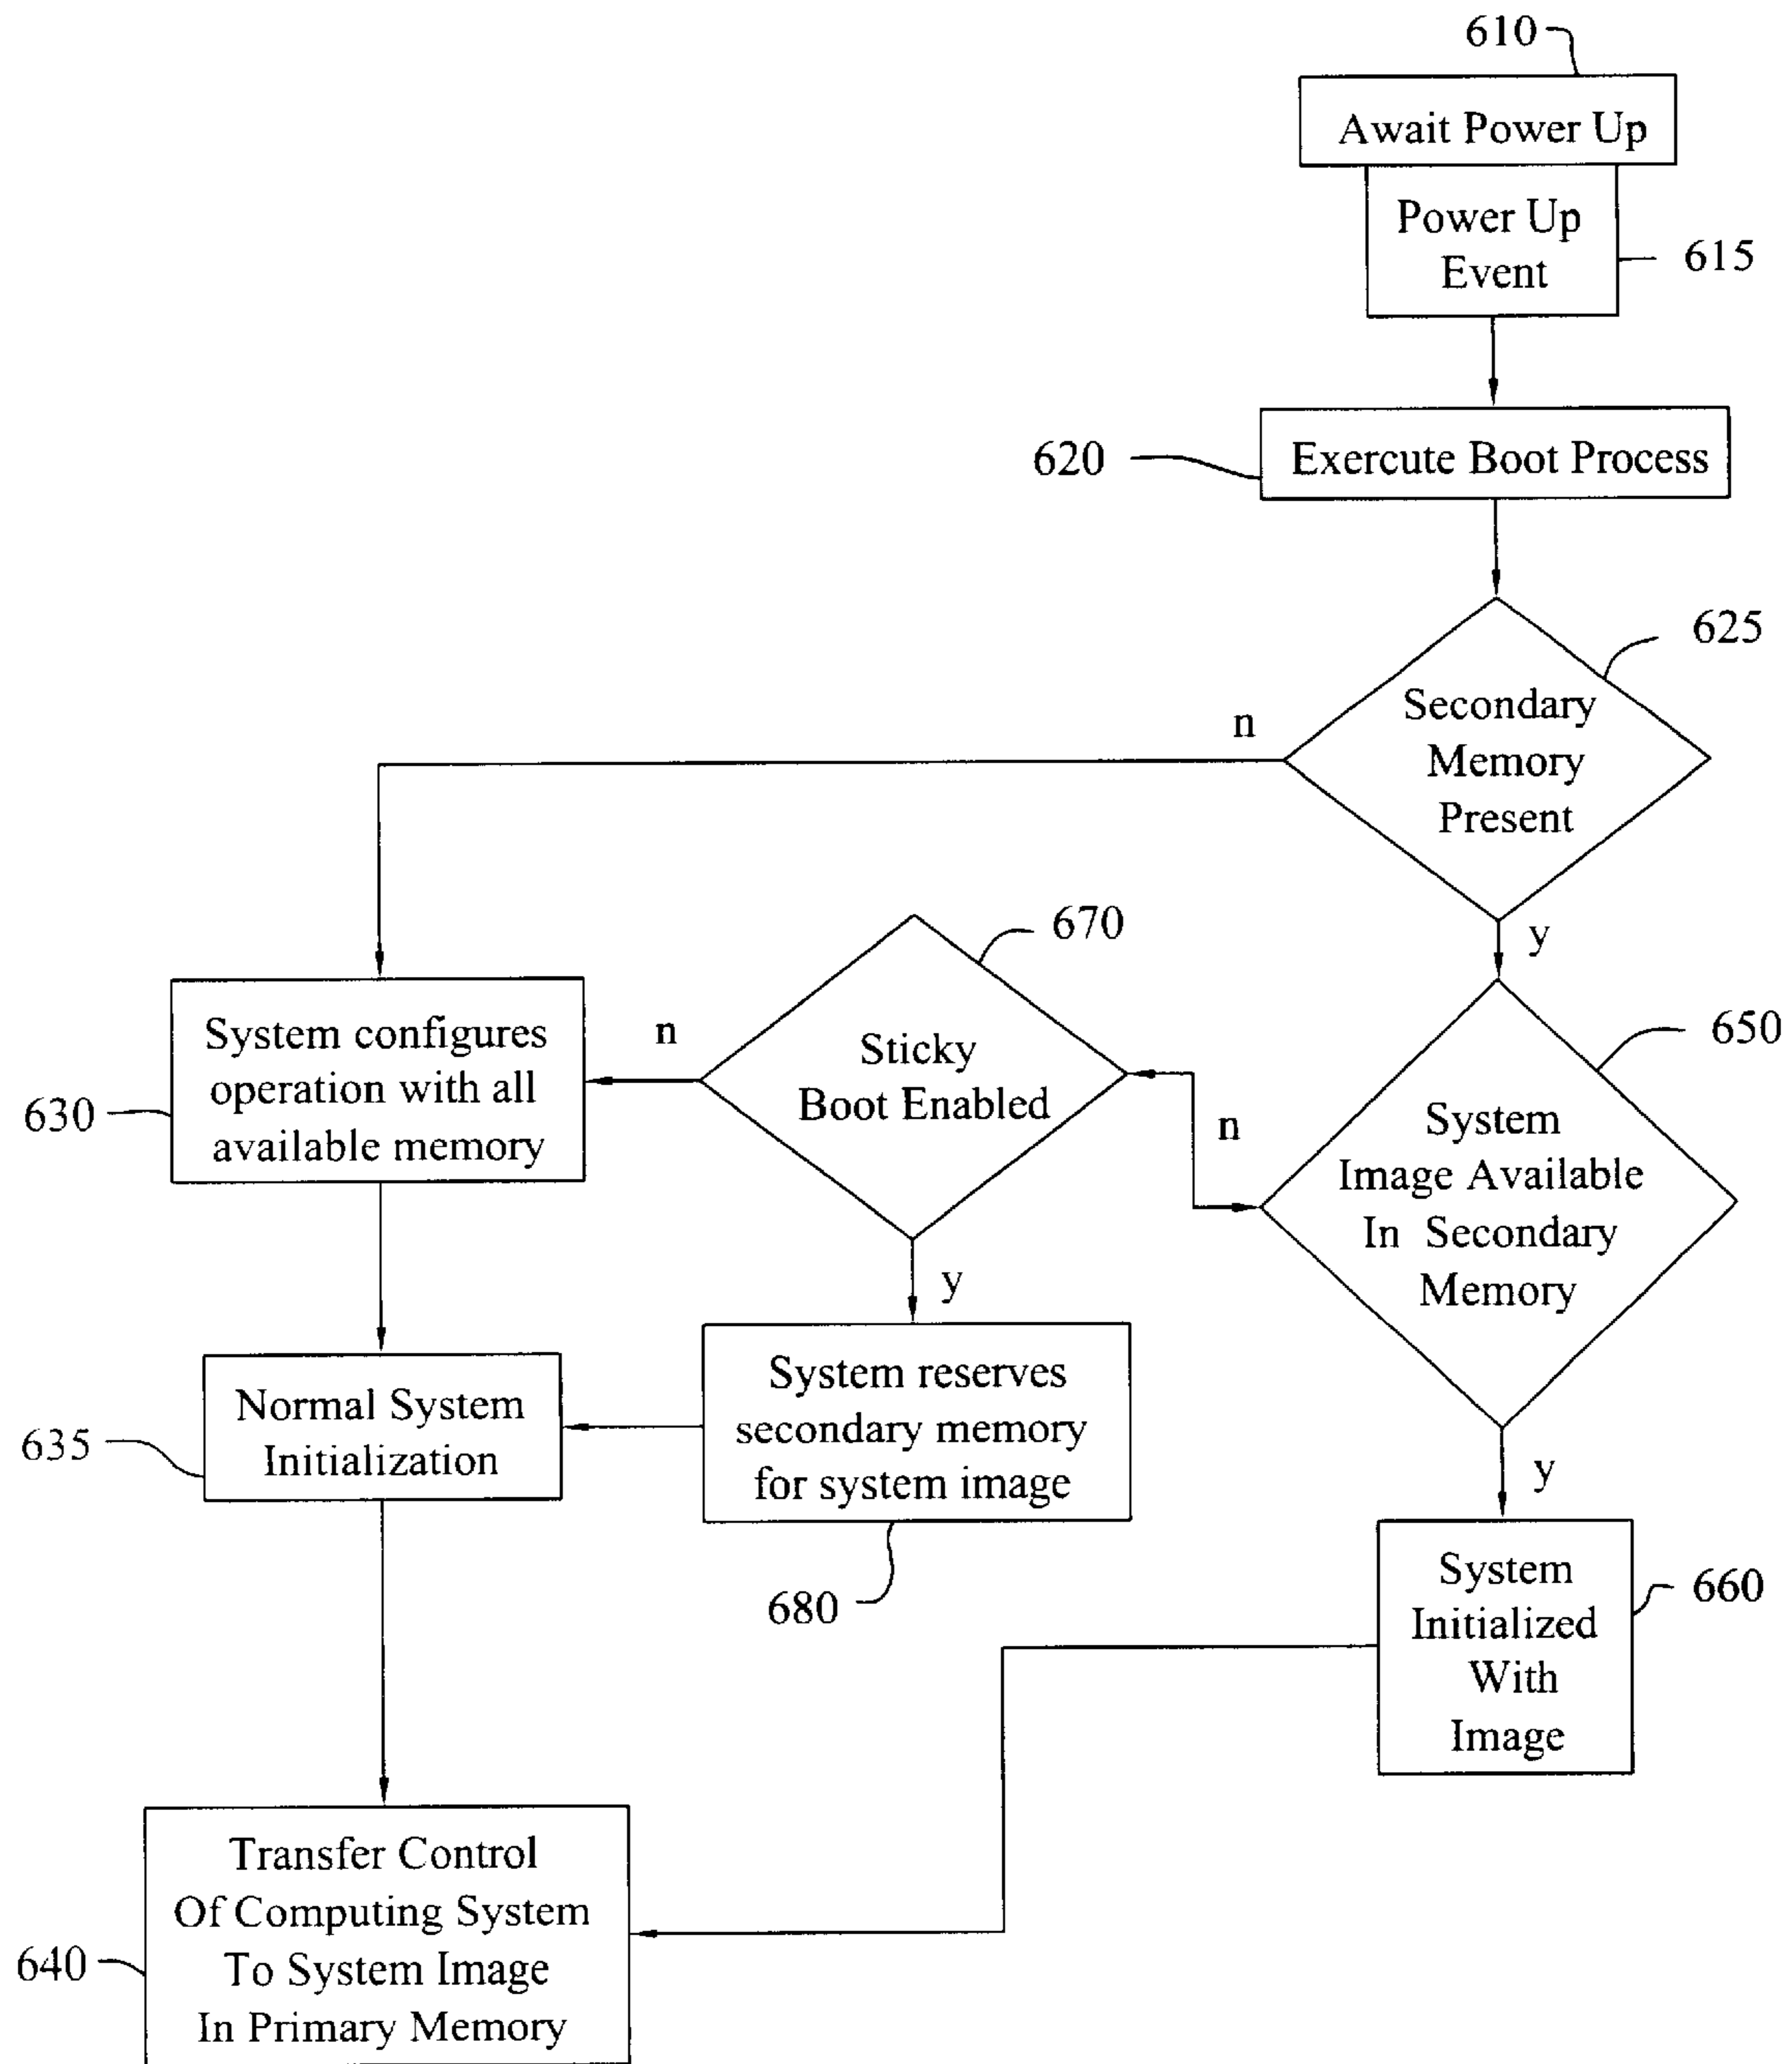 610
Await Power Up
Power Up
Event
615
620
Exercute Boot Process
625
Secondary
Memory
Present
n
y
670
650
System configures
operation with all
available memory
630
n
Sticky
Boot Enabled
n
System
Image Available
In Secondary
Memory
y
y
Normal System
Initialization
635
System reserves
secondary memory
for system image
680
System
Initialized
With
Image
660
Transfer Control
Of Computing System
To System Image
In Primary Memory
640